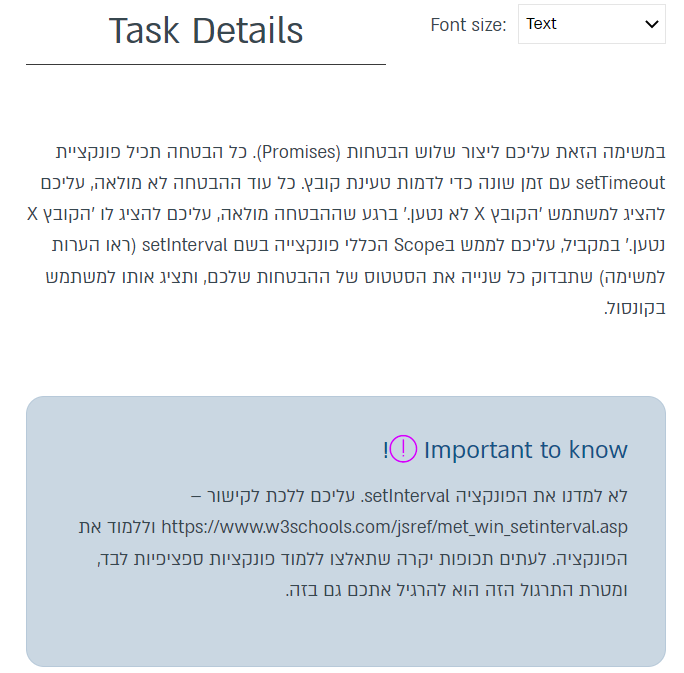 Task Details
Font size:
Text
במשימה הזאת עליכם ליצור שלוש הבטחות (Promises). כל הבטחה תכיל פונקציית
setTimeout עם זמן שונה כדי לדמות טעינת קובץ. כל עוד ההבטחה לא מולאה, עליכם
להציג למשתמש 'הקובץ X לא נטען.' ברגע שההבטחה מולאה, עליכם להציג לו 'הקובץ X
נטען.' במקביל, עליכם לממש בScope הכללי פונקצייה בשם setInterval (ראו הערות
למשימה) שתבדוק כל שנייה את הסטטוס של ההבטחות שלכם, ותציג אותו למשתמש
בקונסול.
Important to know!
לא למדנו את הפונקציה setInterval. עליכם ללכת לקישור –
https://www.w3schools.com/jsref/met_win_setinterval.asp וללמוד את
הפונקציה. לעתים תכופות יקרה שתאלצו ללמוד פונקציות ספציפיות לבד,
ומטרת התרגול הזה הוא להרגיל אתכם גם בזה.